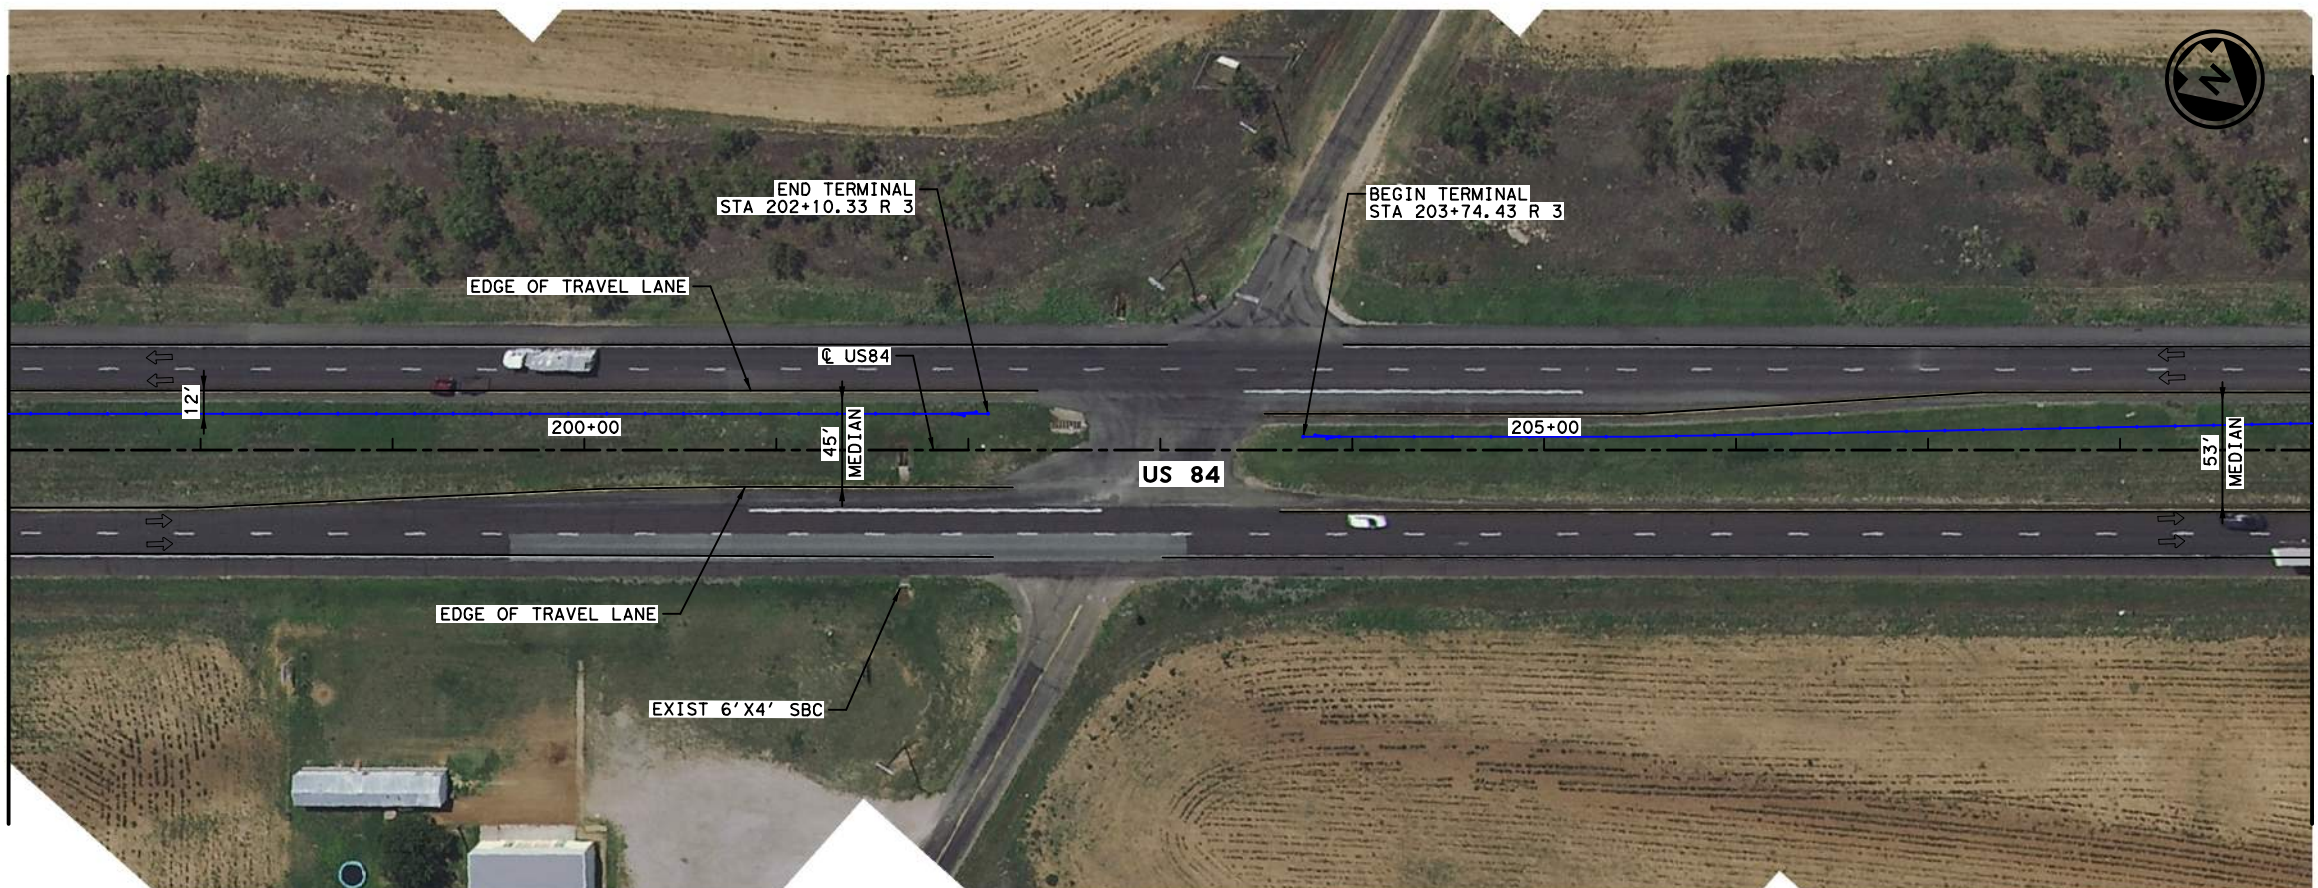 N
END TERMINAL
STA 202+10.33 R 3
BEGIN TERMINAL
STA 203+74.43 R 3
EDGE OF TRAVEL LANE
℄ US84
12'
200+00
45'
MEDIAN
205+00
53'
MEDIAN
US 84
EDGE OF TRAVEL LANE
EXIST 6'X4' SBC